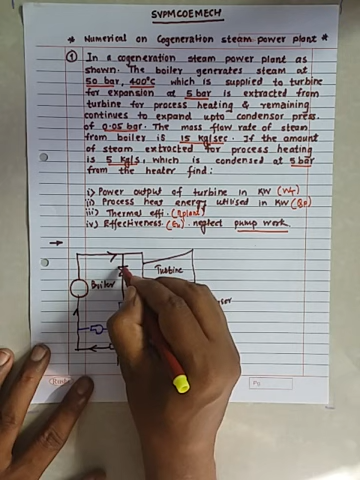 SVPMCOEMECH
* Numerical on Cogeneration steam power plant *
① In a cogeneration steam power plant as
shown. The boiler generates steam at
50 bar, 400°C which is supplied to turbine
for expansion at 5 bar is extracted from
turbine for process heating & remaining
continues to expand upto condensor press.
of 0.05 bar. The mass flow rate of steam
from boiler is 15 kg/sec. If the amount
of steam extracted for process heating
is 5 kg/s, which is condensed at 5 bar
from the heater find:
i) Power output of turbine in KW (WT)
ii) Process heat energy utilised in KW (QP)
iii) Thermal effi. (ηplant)
iv) Effectiveness (Ex) neglect pump work
Turbine
Boiler